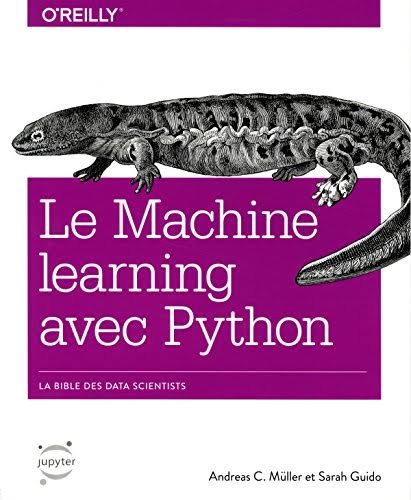 O'REILLY®
Le Machine
learning
avec Python
LA BIBLE DES DATA SCIENTISTS
jupyter
Andreas C. Müller et Sarah Guido